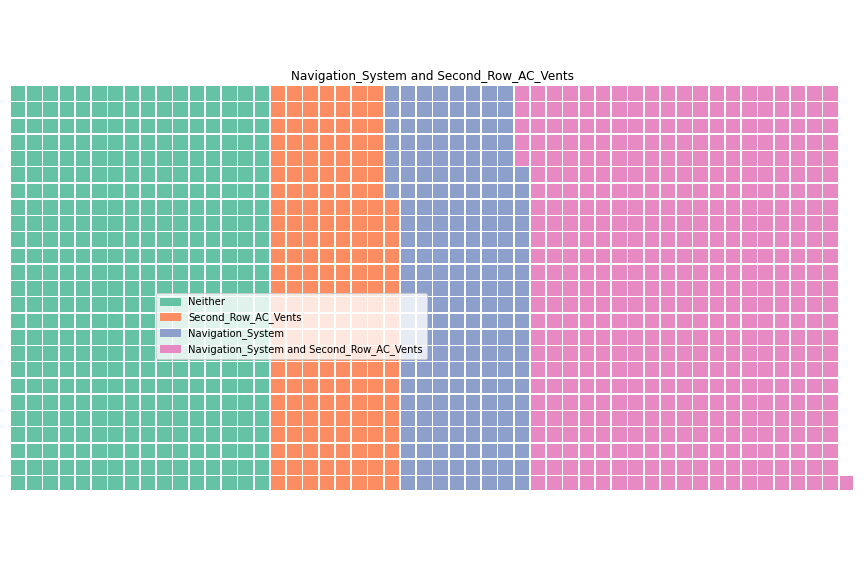 Navigation_System and Second_Row_AC_Vents
Neither
Second_Row_AC_Vents
Navigation_System
Navigation_System and Second_Row_AC_Vents